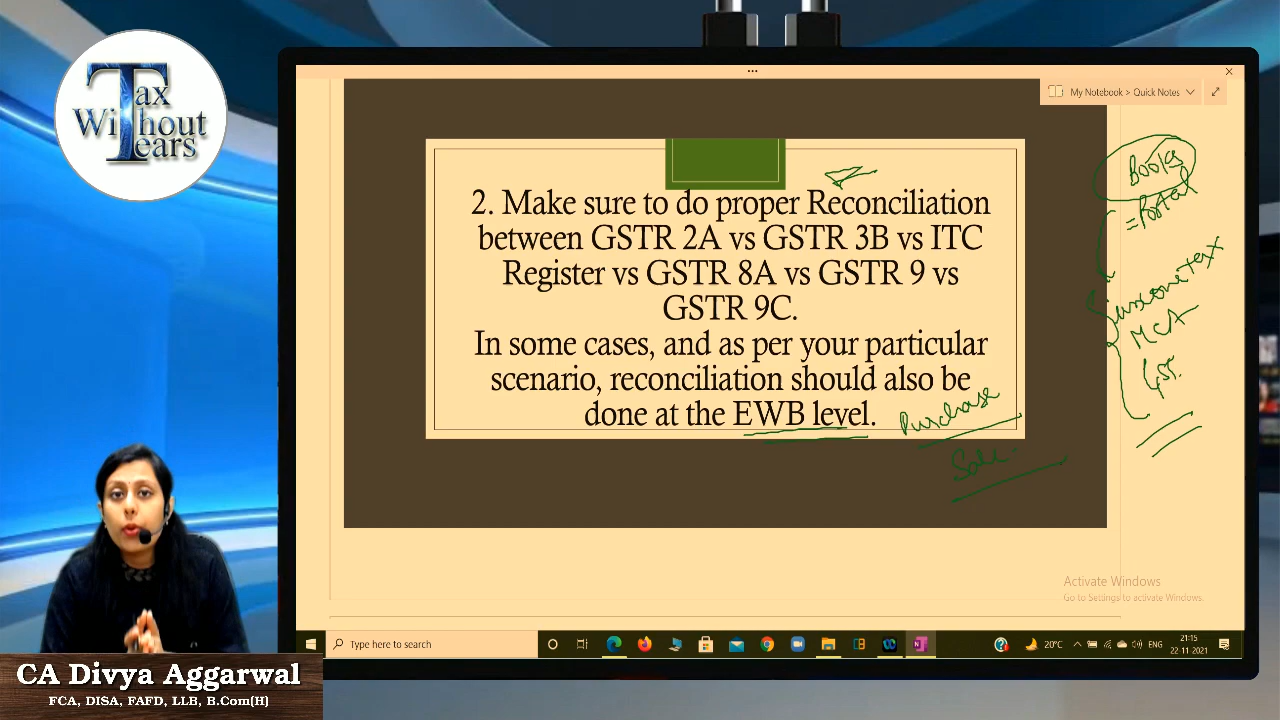 Tax
Without
Tears
My Notebook > Quick Notes
2. Make sure to do proper Reconciliation
between GSTR 2A vs GSTR 3B vs ITC
Register vs GSTR 8A vs GSTR 9 vs
GSTR 9C.
In some cases, and as per your particular
scenario, reconciliation should also be
done at the EWB level.
Purchase
Sale
Books
= Portal
MCA
Activate Windows
Go to Settings to activate Windows.
Type here to search
20°C
ENG
21:15
22-11-2021
CA Divya Aggarwal
FCA, DISA, FAFD, LLB, B.Com(H)